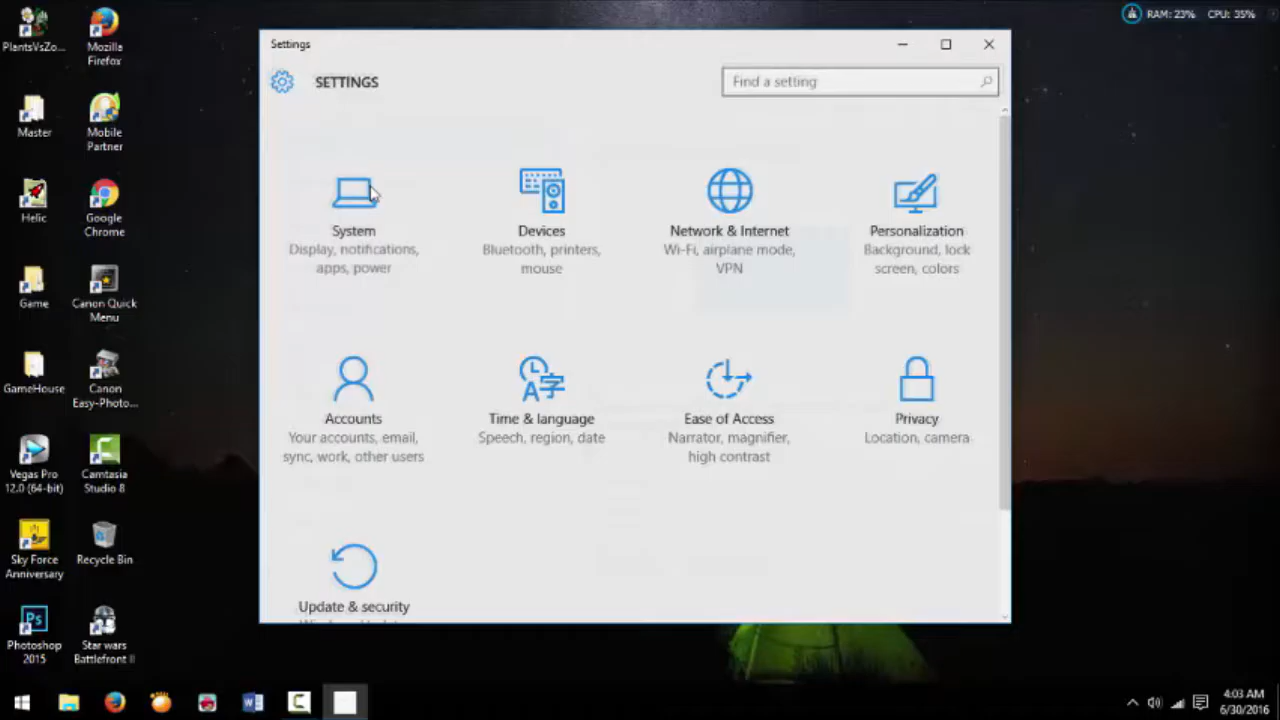 RAM: 23% CPU: 35%
PlantsVsZo...
Mozilla
Firefox
Master
Mobile
Partner
Helic
Google
Chrome
Game
Canon Quick
Menu
GameHouse
Canon
Easy-Photo...
Vegas Pro
12.0 (64-bit)
Camtasia
Studio 8
Sky Force
Anniversary
Recycle Bin
Ps
Photoshop
2015
Star wars
Battlefront II
Settings
SETTINGS
Find a setting
System
Display, notifications,
apps, power
Devices
Bluetooth, printers,
mouse
Network & Internet
Wi-Fi, airplane mode,
VPN
Personalization
Background, lock
screen, colors
Accounts
Your accounts, email,
sync, work, other users
A字
Time & language
Speech, region, date
Ease of Access
Narrator, magnifier,
high contrast
Privacy
Location, camera
Update & security
4:03 AM
6/30/2016